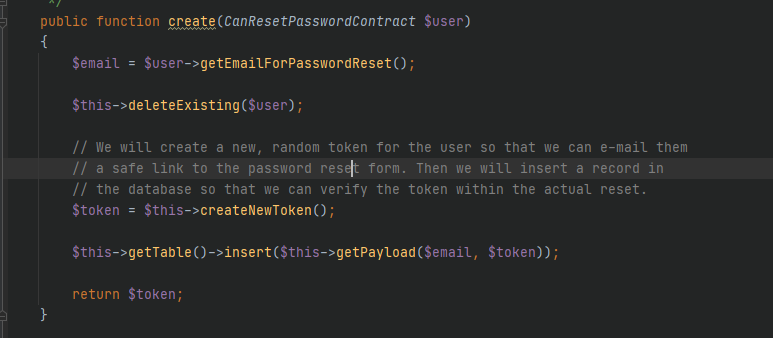 */
public function create(CanResetPasswordContract $user)
{
$email = $user->getEmailForPasswordReset();
$this->deleteExisting($user);
// We will create a new, random token for the user so that we can e-mail them
// a safe link to the password reset form. Then we will insert a record in
// the database so that we can verify the token within the actual reset.
$token = $this->createNewToken();
$this->getTable()->insert($this->getPayload($email, $token));
return $token;
}